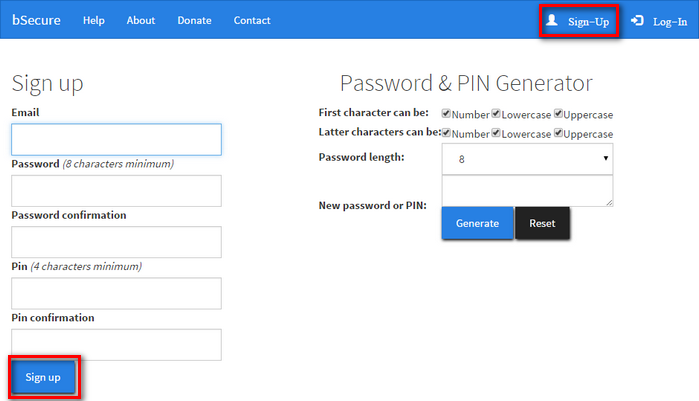 bSecure Help About Donate Contact Sign-Up Log-In
Sign up
Email
Password (8 characters minimum)
Password confirmation
Pin (4 characters minimum)
Pin confirmation
Sign up
Password & PIN Generator
First character can be: Number Lowercase Uppercase
Latter characters can be: Number Lowercase Uppercase
Password length: 8
New password or PIN:
Generate Reset